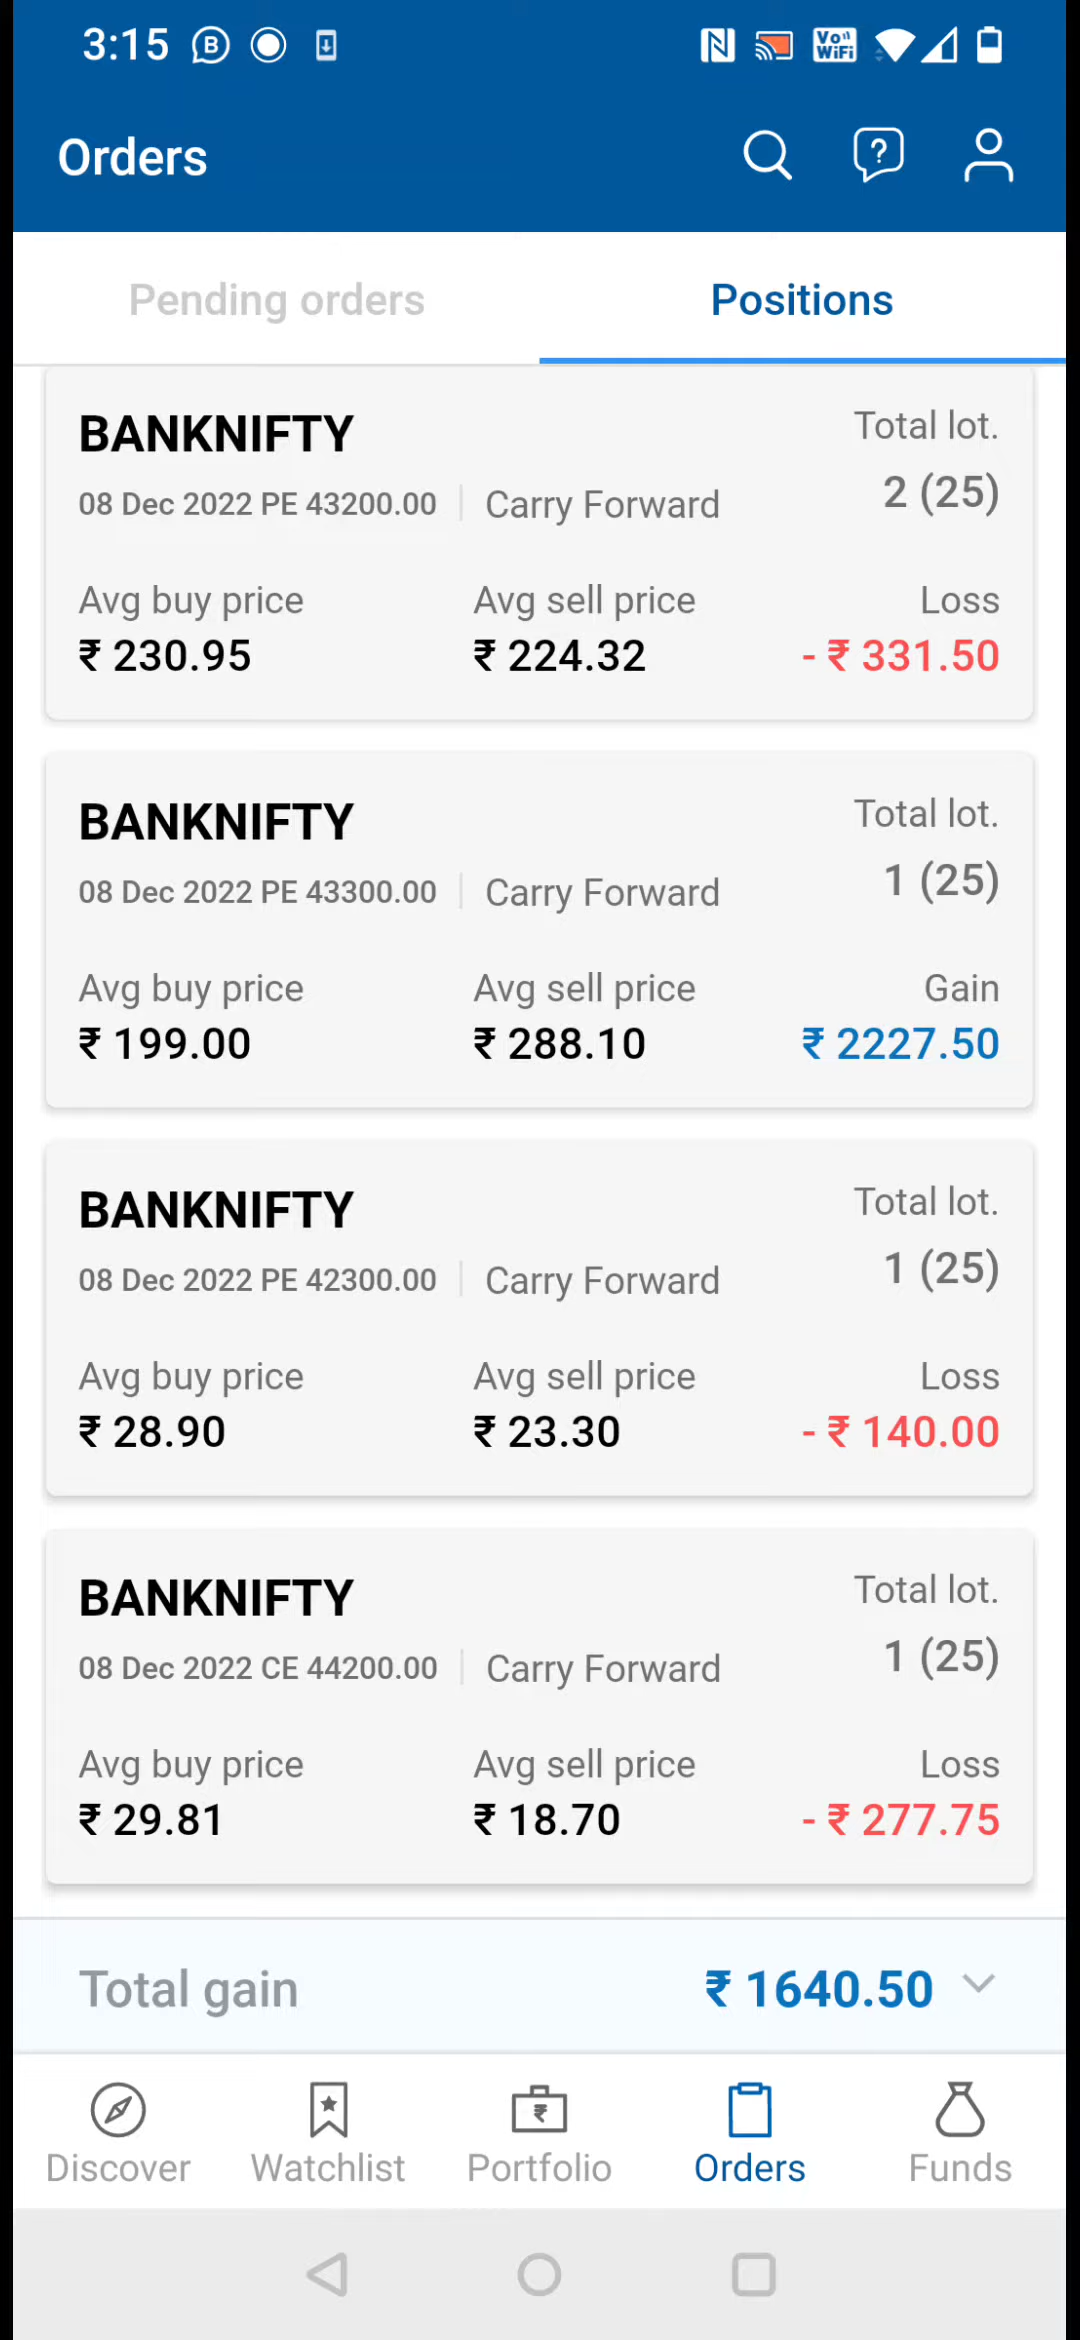 3:15
Vo WiFi
Orders
Pending orders Positions
BANKNIFTY Total lot.
08 Dec 2022 PE 43200.00 Carry Forward 2 (25)
Avg buy price Avg sell price Loss
₹ 230.95 ₹ 224.32 - ₹ 331.50
BANKNIFTY Total lot.
08 Dec 2022 PE 43300.00 Carry Forward 1 (25)
Avg buy price Avg sell price Gain
₹ 199.00 ₹ 288.10 ₹ 2227.50
BANKNIFTY Total lot.
08 Dec 2022 PE 42300.00 Carry Forward 1 (25)
Avg buy price Avg sell price Loss
₹ 28.90 ₹ 23.30 - ₹ 140.00
BANKNIFTY Total lot.
08 Dec 2022 CE 44200.00 Carry Forward 1 (25)
Avg buy price Avg sell price Loss
₹ 29.81 ₹ 18.70 - ₹ 277.75
Total gain ₹ 1640.50
Discover Watchlist Portfolio Orders Funds